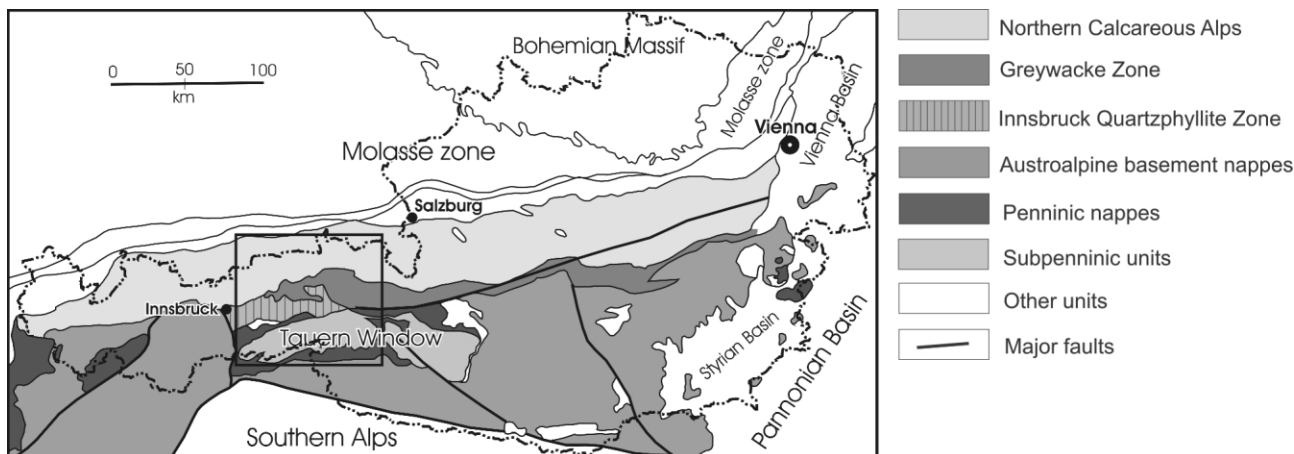 Bohemian Massif
0 50 100
km
Molasse zone
Vienna
Vienna Basin
Molasse zone
Salzburg
Innsbruck
Tauern Window
Styrian Basin
Pannonian Basin
Southern Alps
Northern Calcareous Alps
Greywacke Zone
Innsbruck Quartzphyllite Zone
Austroalpine basement nappes
Penninic nappes
Subpenninic units
Other units
Major faults